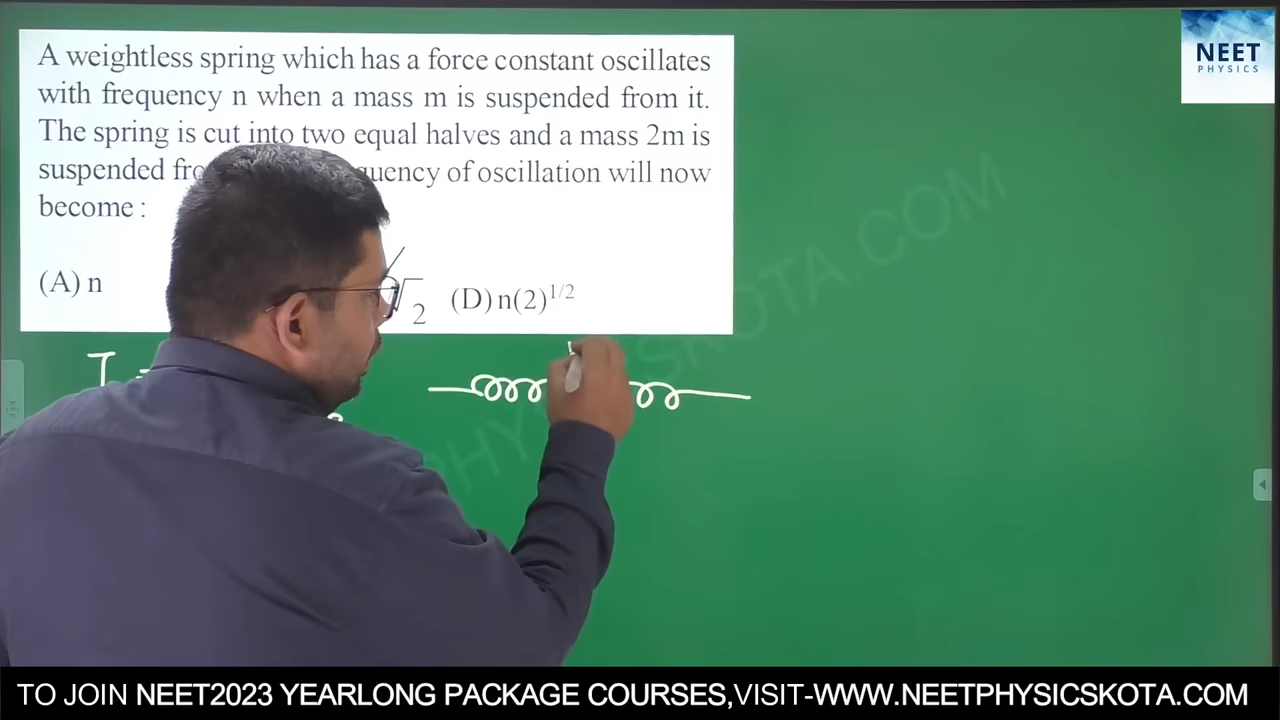 NEET
PHYSICS
A weightless spring which has a force constant oscillates
with frequency n when a mass m is suspended from it.
The spring is cut into two equal halves and a mass 2m is
suspended of oscillation will now
become :
(A) n 2 (D) n(2)^1/2
T =
TO JOIN NEET2023 YEARLONG PACKAGE COURSES,VISIT-WWW.NEETPHYSICSKOTA.COM